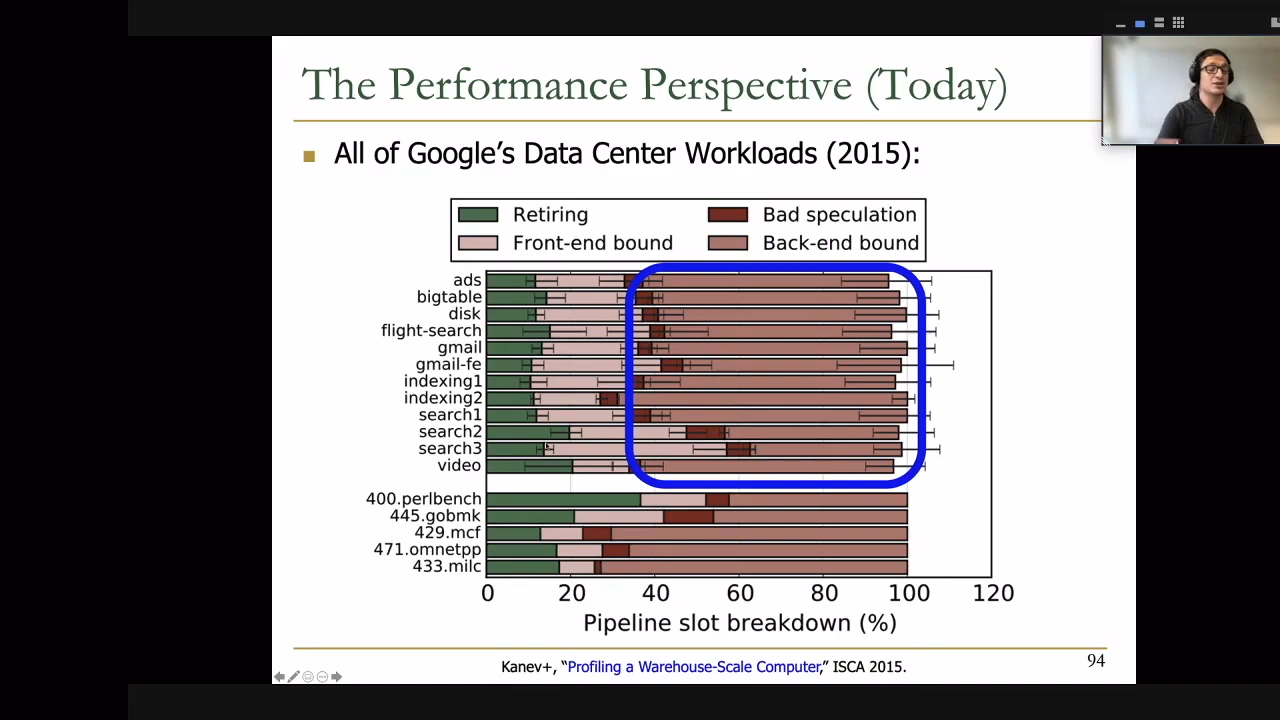 The Performance Perspective (Today)
■ All of Google's Data Center Workloads (2015):
Retiring
Bad speculation
Front-end bound
Back-end bound
ads
bigtable
disk
flight-search
gmail
gmail-fe
indexing1
indexing2
search1
search2
search3
video
400.perlbench
445.gobmk
429.mcf
471.omnetpp
433.milc
0 20 40 60 80 100 120
Pipeline slot breakdown (%)
Kanev+, “Profiling a Warehouse-Scale Computer,” ISCA 2015.
94